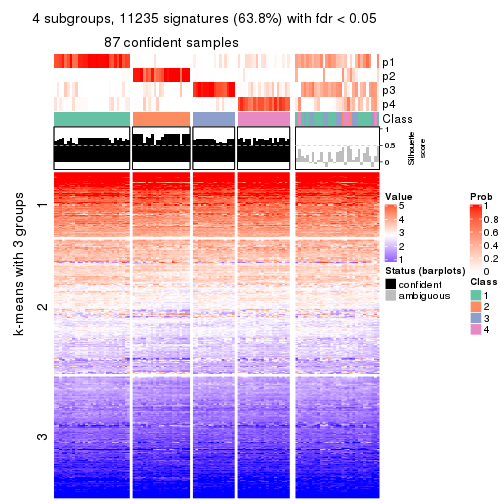 4 subgroups, 11235 signatures (63.8%) with fdr < 0.05
87 confident samples
p1
p2
p3
p4
Class
1
0.5
0
Silhouette
score
k-means with 3 groups
1
2
3
Value
5
4
3
2
1
Status (barplots)
confident
ambiguous
Prob
1
0.8
0.6
0.4
0.2
0
Class
1
2
3
4